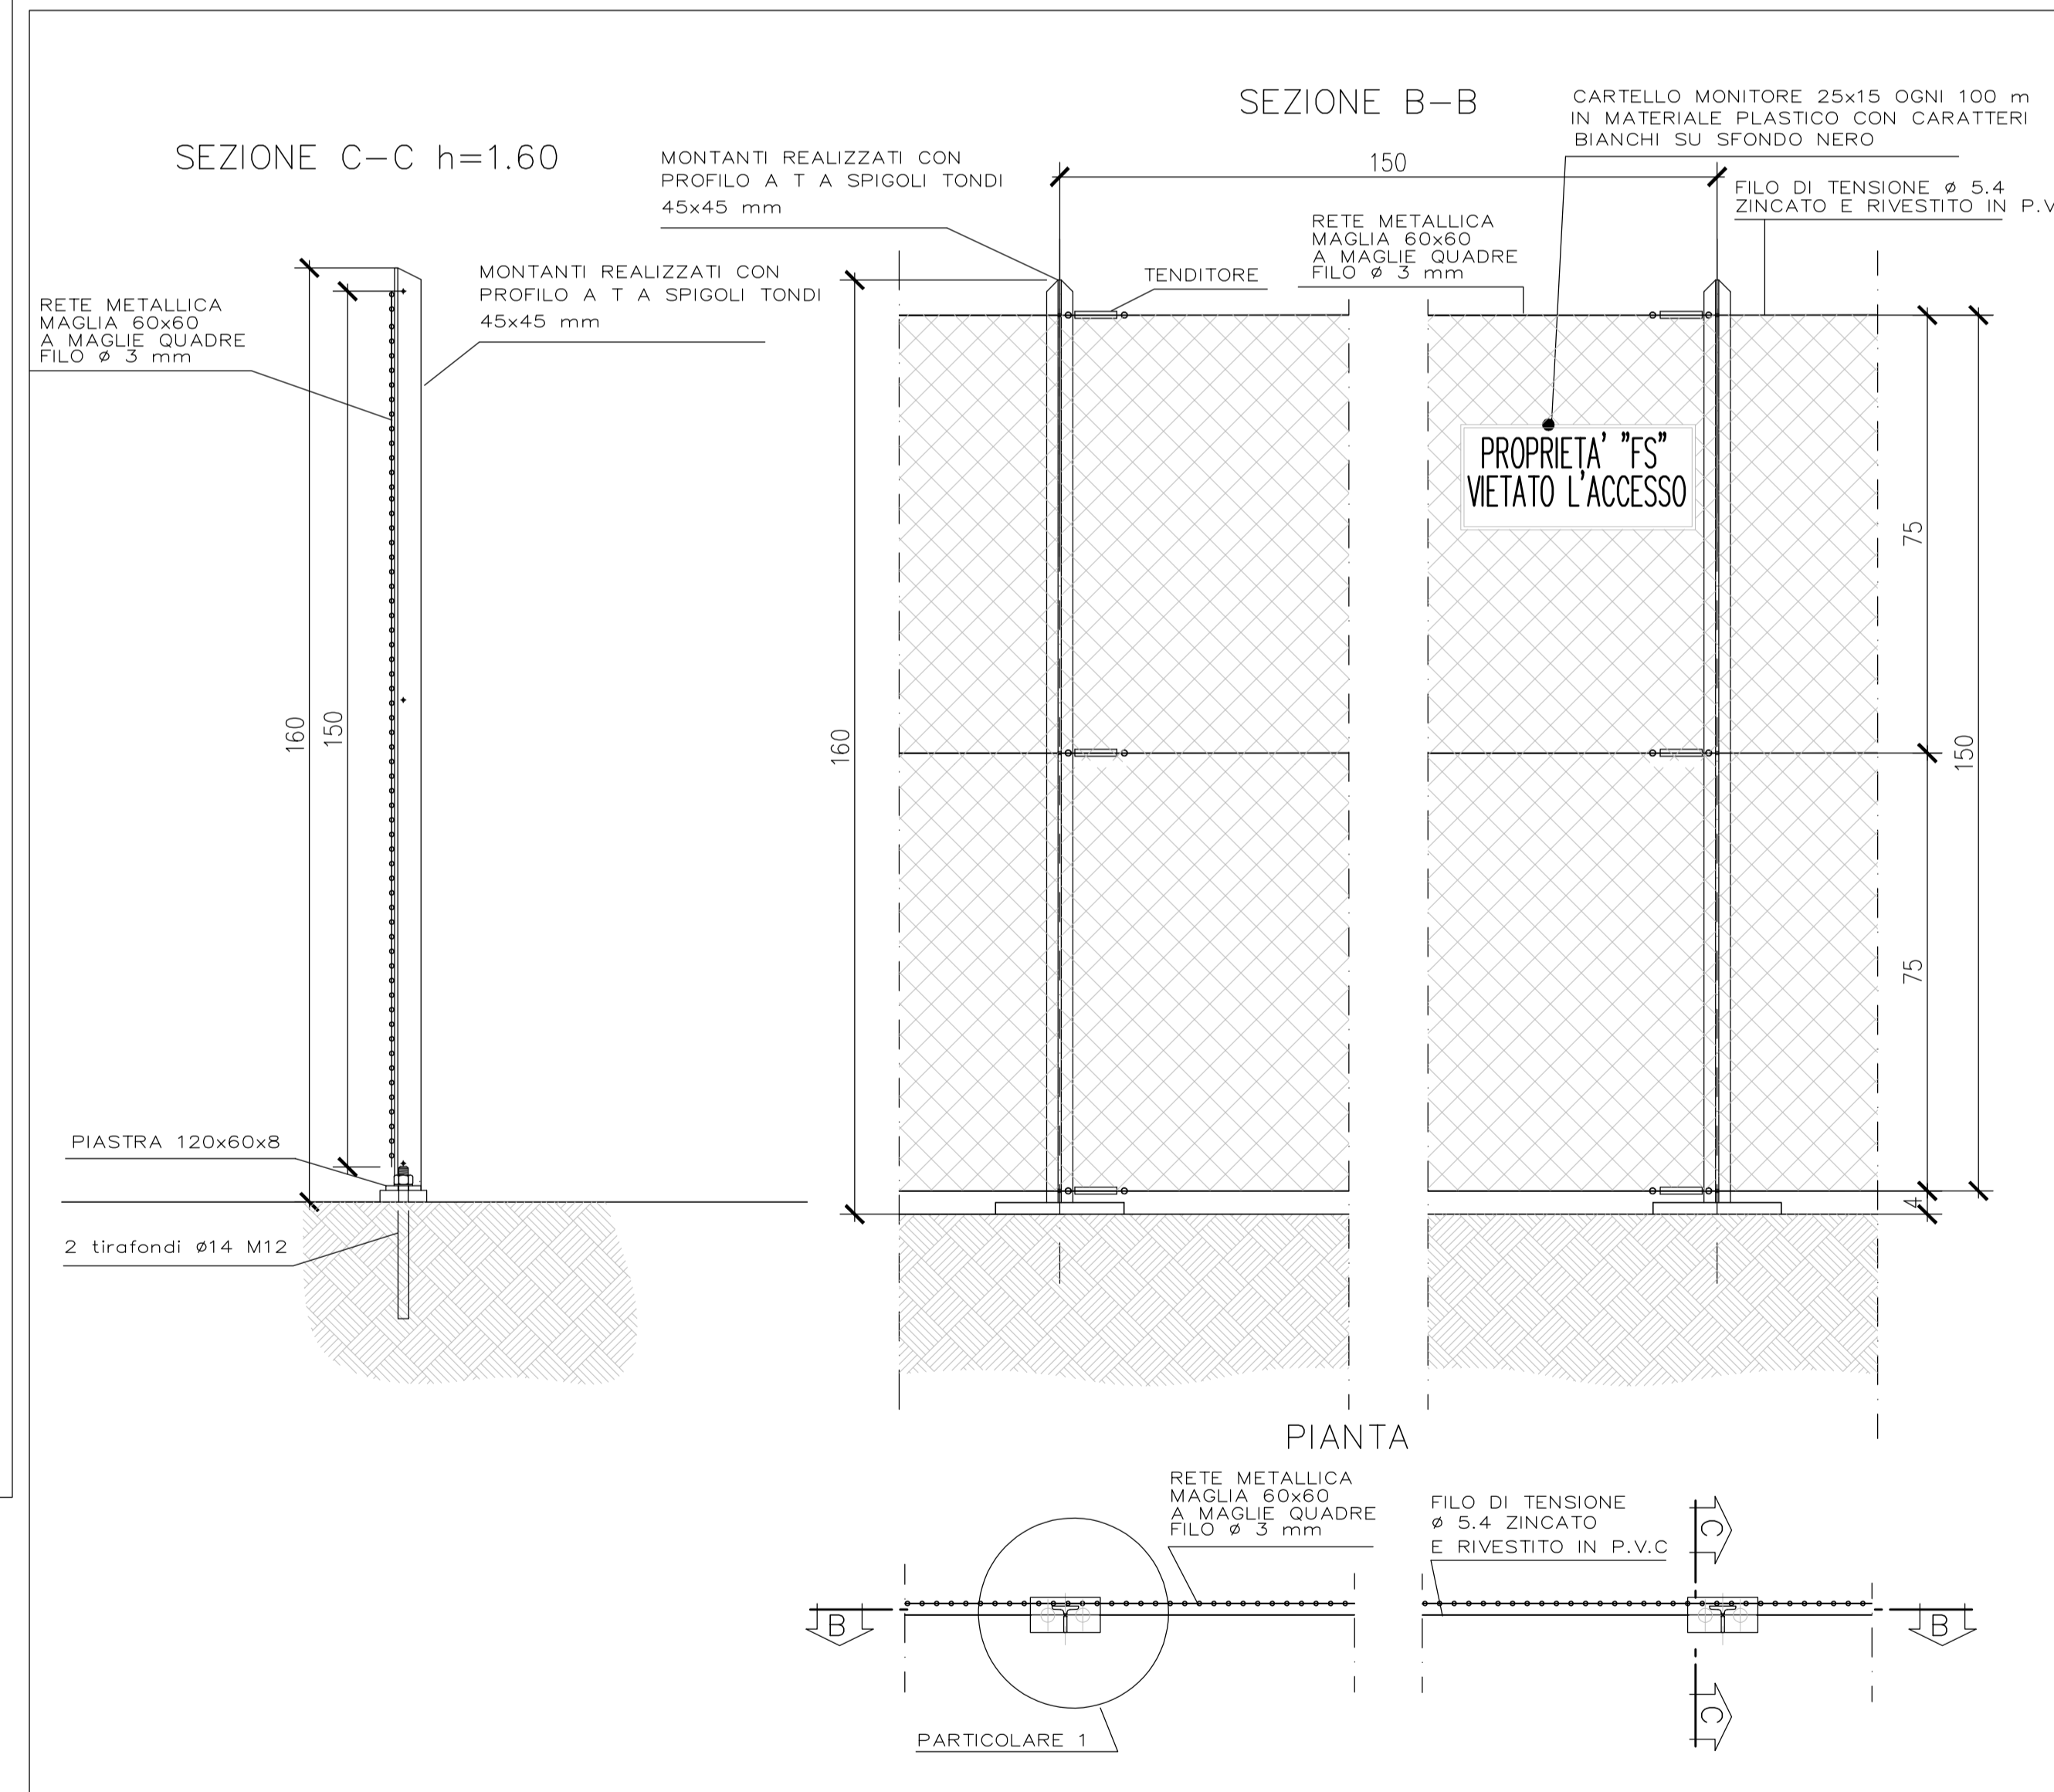 SEZIONE C-C h=1.60
RETE METALLICA
MAGLIA 60x60
A MAGLIE QUADRE
FILO ø 3 mm
MONTANTI REALIZZATI CON
PROFILO A T A SPIGOLI TONDI
45x45 mm
160
150
PIASTRA 120x60x8
2 tirafondi ø14 M12
SEZIONE B-B
MONTANTI REALIZZATI CON
PROFILO A T A SPIGOLI TONDI
45x45 mm
150
CARTELLO MONITORE 25x15 OGNI 100 m
IN MATERIALE PLASTICO CON CARATTERI
BIANCHI SU SFONDO NERO
FILO DI TENSIONE ø 5.4
ZINCATO E RIVESTITO IN P.V
RETE METALLICA
MAGLIA 60x60
A MAGLIE QUADRE
FILO ø 3 mm
TENDITORE
PROPRIETA' "FS"
VIETATO L'ACCESSO
160
75
150
75
4
PIANTA
RETE METALLICA
MAGLIA 60x60
A MAGLIE QUADRE
FILO ø 3 mm
FILO DI TENSIONE
ø 5.4 ZINCATO
E RIVESTITO IN P.V.C
C
B
B
C
PARTICOLARE 1